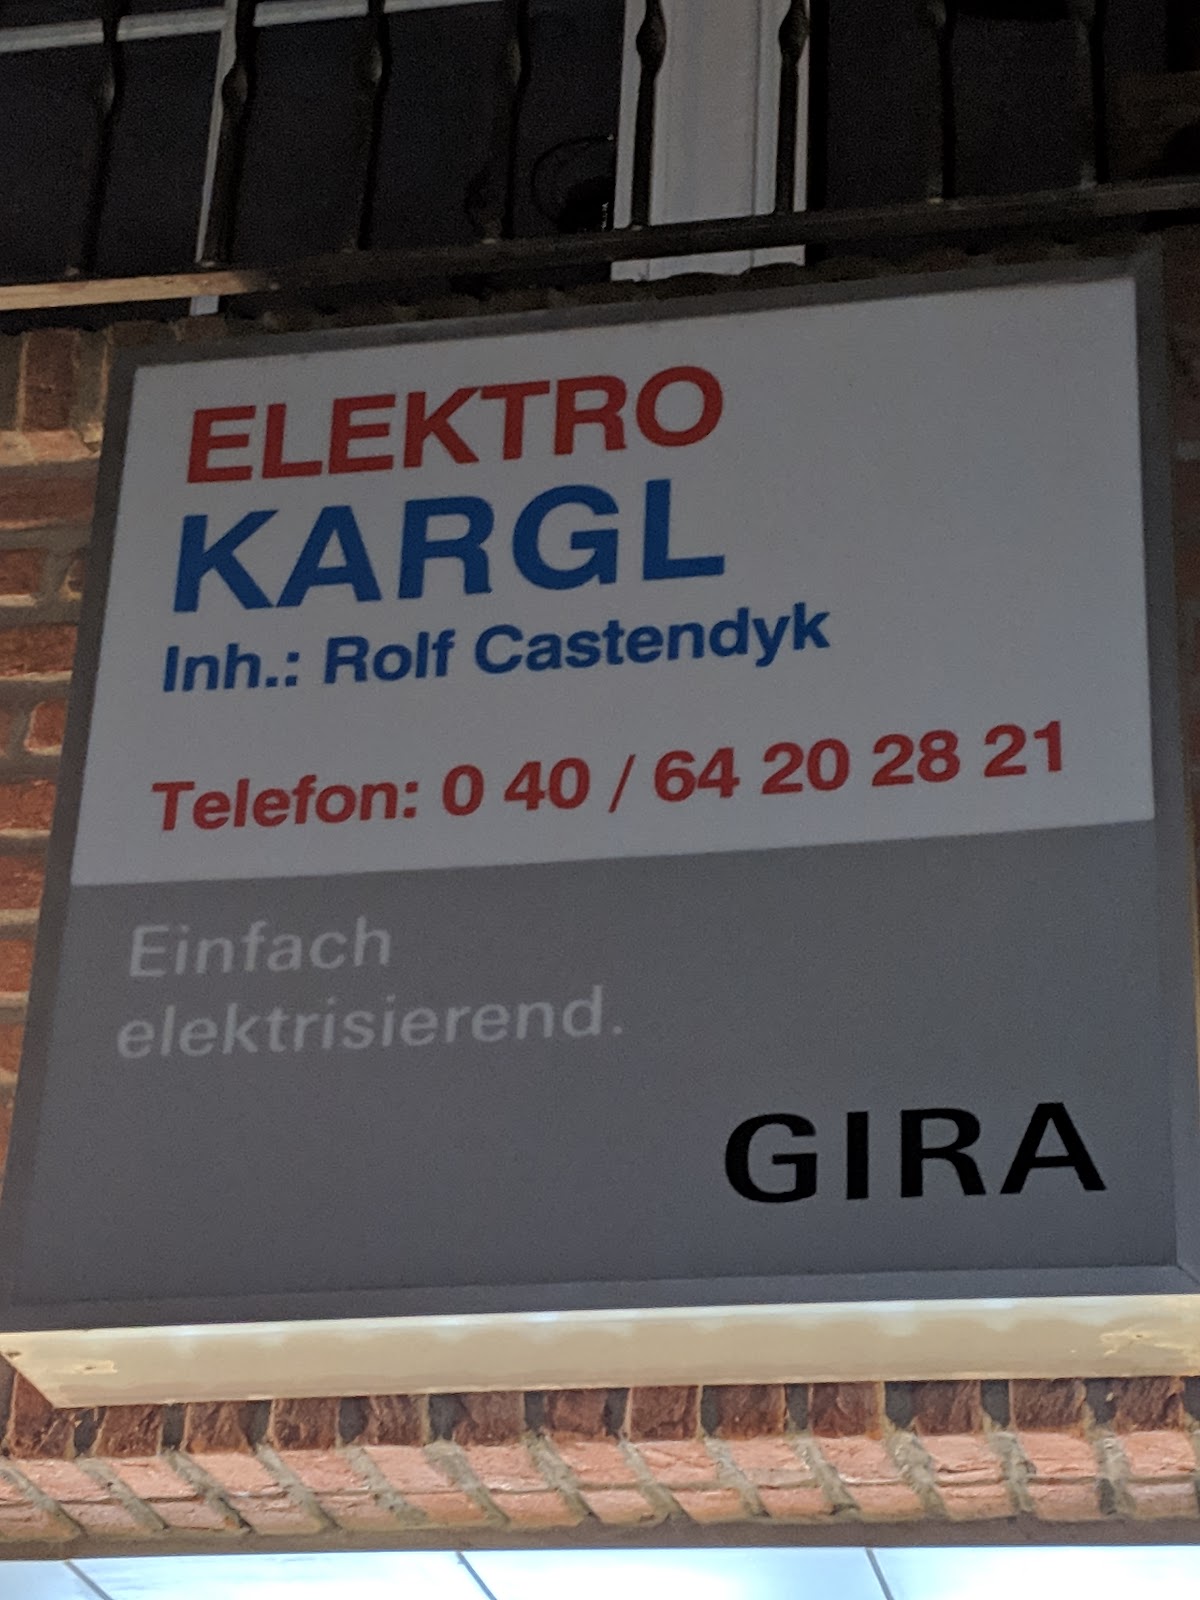 ELEKTRO
KARGL
Inh.: Rolf Castendyk
Telefon: 0 40 / 64 20 28 21
Einfach
elektrisierend.
GIRA